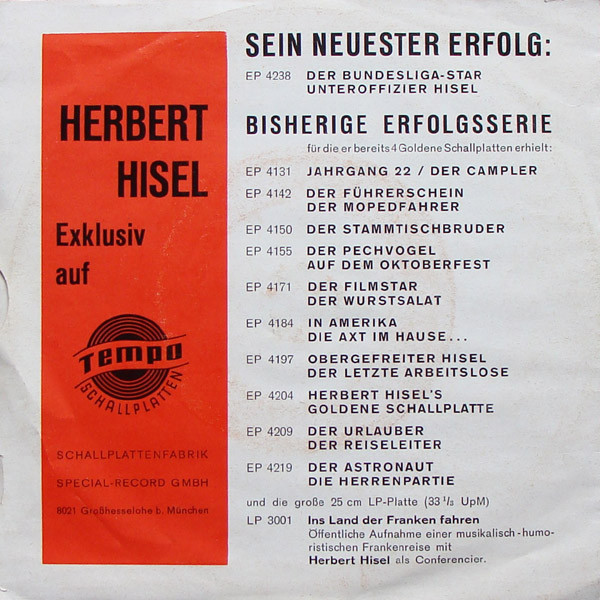 HERBERT
HISEL
Exklusiv
auf
Tempo
SCHALLPLATTEN
SCHALLPLATTENFABRIK
SPECIAL-RECORD GMBH
8021 Großhesselohe b. München
SEIN NEUESTER ERFOLG:
EP 4238 DER BUNDESLIGA-STAR
UNTEROFFIZIER HISEL
BISHERIGE ERFOLGSSERIE
für die er bereits 4 Goldene Schallplatten erhielt:
EP 4131 JAHRGANG 22 / DER CAMPLER
EP 4142 DER FÜHRERSCHEIN
DER MOPEDFAHRER
EP 4150 DER STAMMTISCHBRUDER
EP 4155 DER PECHVOGEL
AUF DEM OKTOBERFEST
EP 4171 DER FILMSTAR
DER WURSTSALAT
EP 4184 IN AMERIKA
DIE AXT IM HAUSE...
EP 4197 OBERGEFREITER HISEL
DER LETZTE ARBEITSLOSE
EP 4204 HERBERT HISEL'S
GOLDENE SCHALLPLATTE
EP 4209 DER URLAUBER
DER REISELEITER
EP 4219 DER ASTRONAUT
DIE HERRENPARTIE
und die große 25 cm LP-Platte (33 1/3 UpM)
LP 3001 Ins Land der Franken fahren
Öffentliche Aufnahme einer musikalisch-humo-
ristischen Frankenreise mit
Herbert Hisel als Conferencier.